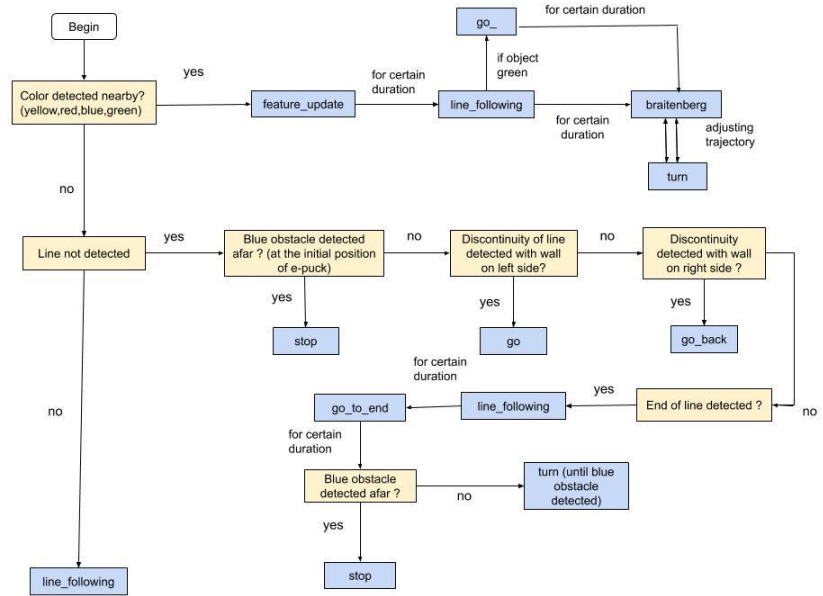 Begin
Color detected nearby?
(yellow,red,blue,green)
yes
feature_update
for certain
duration
line_following
if object
green
go_
for certain duration
for certain
duration
braitenberg
adjusting
trajectory
turn
no
Line not detected
yes
Blue obstacle detected
afar ? (at the initial position
of e-puck)
no
Discontinuity of line
detected with wall
on left side?
no
Discontinuity
detected with wall
on right side ?
yes
stop
yes
go
yes
go_back
no
End of line detected ?
yes
line_following
for certain
duration
go_to_end
for certain
duration
Blue obstacle
detected afar ?
no
turn (until blue
obstacle
detected)
yes
stop
no
line_following